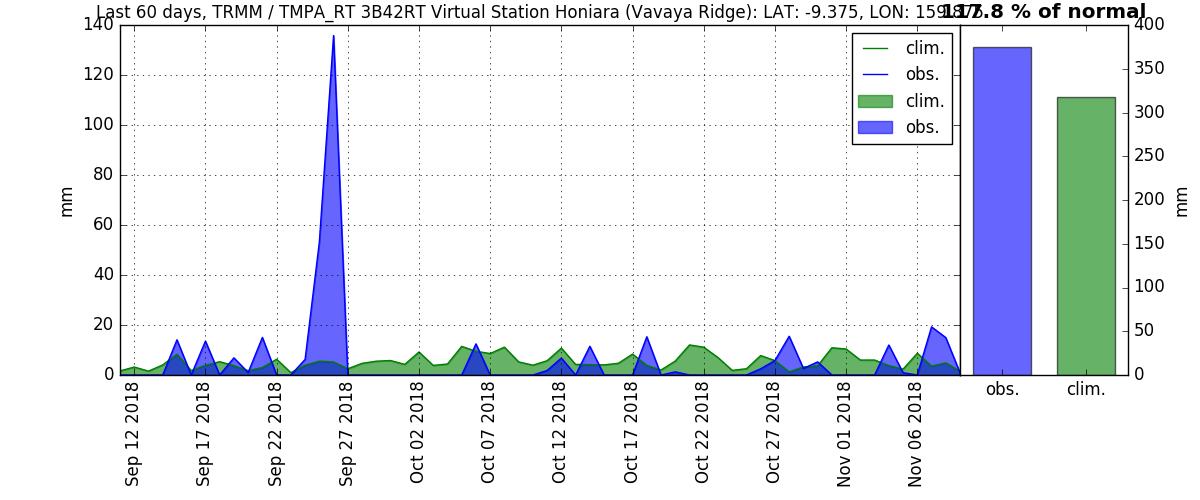 Last 60 days, TRMM / TMPA_RT 3B42RT Virtual Station Honiara (Vavaya Ridge): LAT: -9.375, LON:
117.8 % of normal
140
120
100
80
60
40
20
0
mm
clim.
obs.
clim.
obs.
Sep 12 2018
Sep 17 2018
Sep 22 2018
Sep 27 2018
Oct 02 2018
Oct 07 2018
Oct 12 2018
Oct 17 2018
Oct 22 2018
Oct 27 2018
Nov 01 2018
Nov 06 2018
400
350
300
250
200
150
100
50
0
mm
obs.
clim.